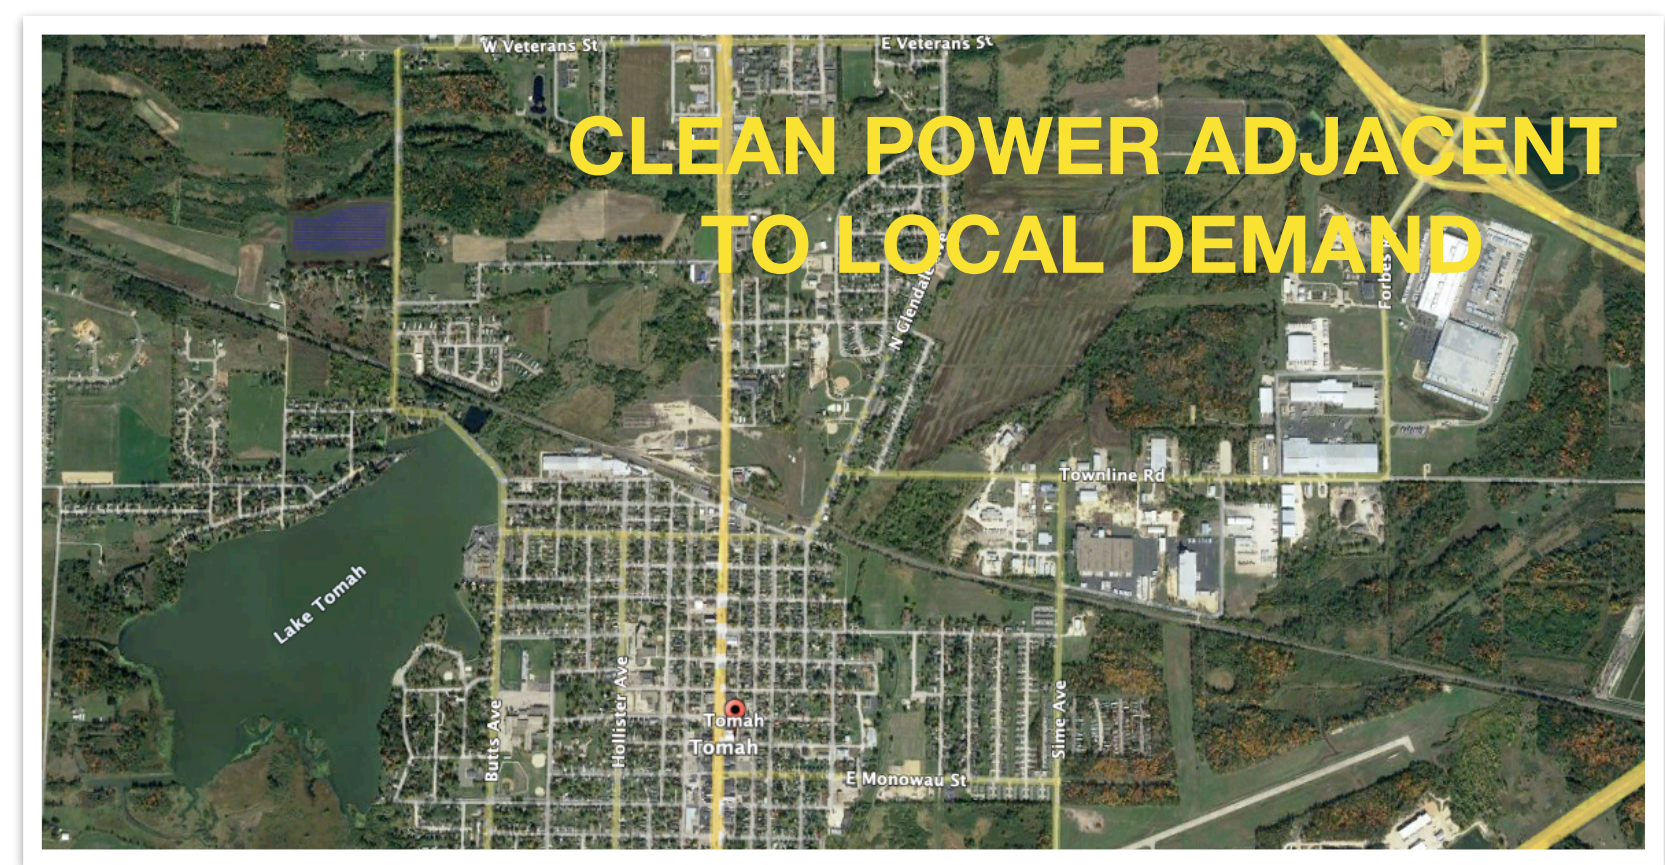 W Veterans St
E Veterans St
CLEAN POWER ADJACENT
TO LOCAL DEMAND
N Glendale Ave
Forbes
Townline Rd
Lake Tomah
Butts Ave
Hollister Ave
Tomah
Tomah
Sime Ave
E Monowau St